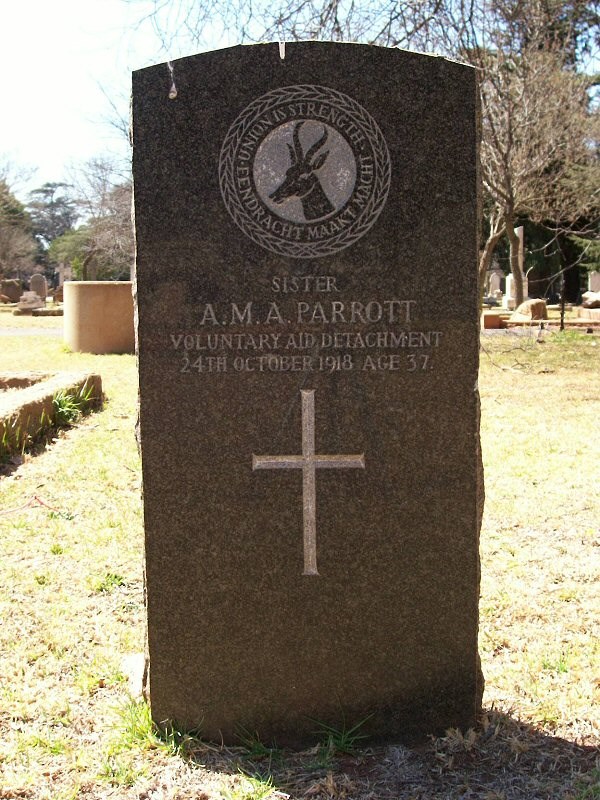 UNION IS STRENGTH
EENDRACHT MAAKT MACHT
SISTER
A.M.A. PARROTT
VOLUNTARY AID DETACHMENT
24TH OCTOBER 1918 AGE 37.